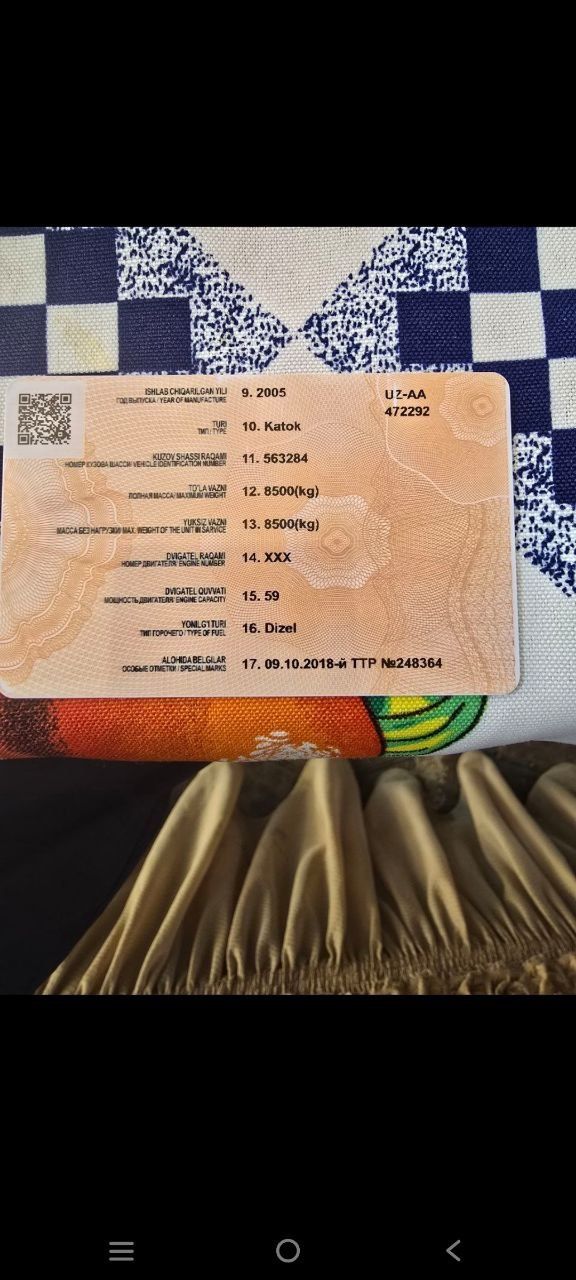 ISHLAB CHIQARILGAN YILI
ГОД ВЫПУСКА / YEAR OF MANUFACTURE
9. 2005
UZ-AA
472292
TURI
ТИП / TYPE
10. Katok
KUZOV SHASSI RAQAMI
НОМЕР КУЗОВА ШАССИ/ VEHICLE IDENTIFICATION NUMBER
11. 563284
TO'LA VAZNI
ПОЛНАЯ МАССА/ MAXIMUM WEIGHT
12. 8500(kg)
YUKSIZ VAZNI
МАССА БЕЗ НАГРУЗКИ/ MAX. WEIGHT OF THE UNIT IN SARVICE
13. 8500(kg)
DVIGATEL RAQAMI
НОМЕР ДВИГАТЕЛЯ/ ENGINE NUMBER
14. XXX
DVIGATEL QUVVATI
МОЩНОСТЬ ДВИГАТЕЛЯ/ ENGINE CAPACITY
15. 59
YONILG'I TURI
ТИП ГОРЮЧЕГО / TYPE OF FUEL
16. Dizel
ALOHIDA BELGILAR
ОСОБЫЕ ОТМЕТКИ / SPECIAL MARKS
17. 09.10.2018-й ТТР №248364